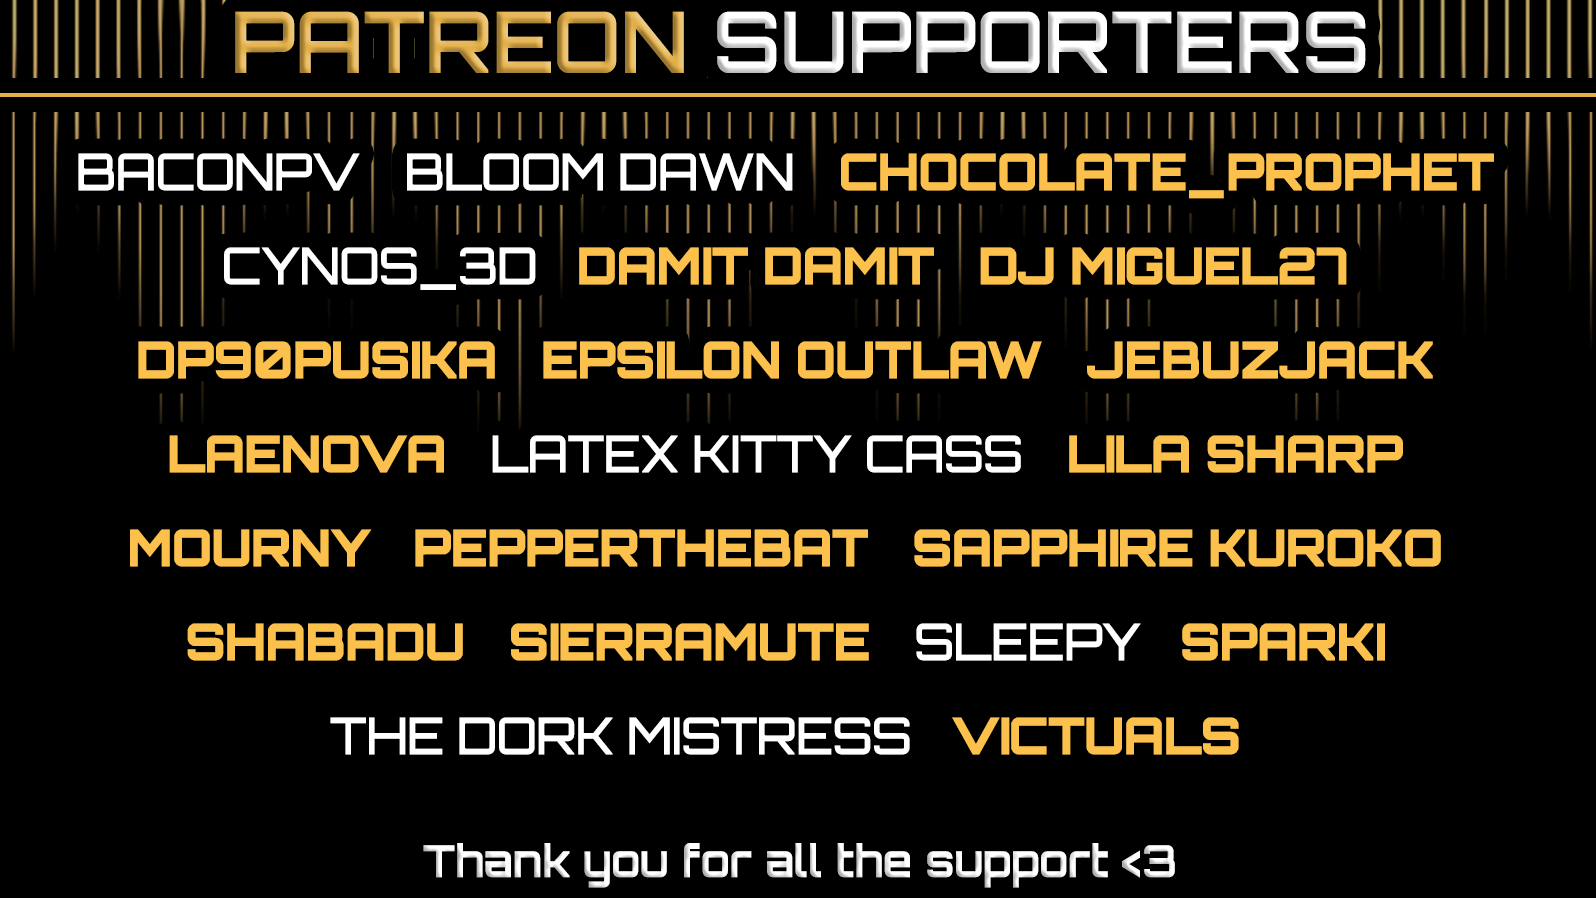 PATREON SUPPORTERS
BACONPV BLOOM DAWN CHOCOLATE_PROPHET
CYNOS_3D DAMIT DAMIT DJ MIGUEL27
DP90PUSIKA EPSILON OUTLAW JEBUZJACK
LAENOVA LATEX KITTY CASS LILA SHARP
MOURNY PEPPERTHEBAT SAPPHIRE KUROKO
SHABADU SIERRAMUTE SLEEPY SPARKI
THE DORK MISTRESS VICTUALS
Thank you for all the support <3